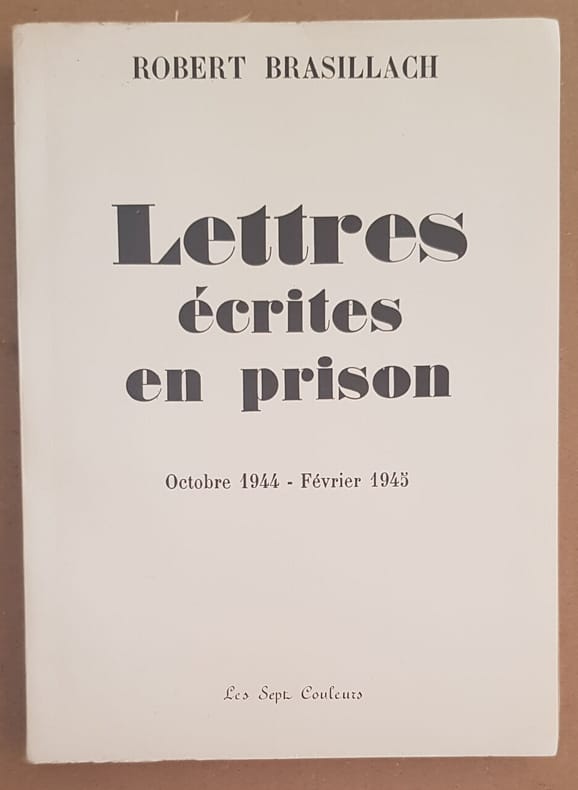 ROBERT BRASILLACH
Lettres
écrites
en prison
Octobre 1944 - Février 1945
Les Sept Couleurs